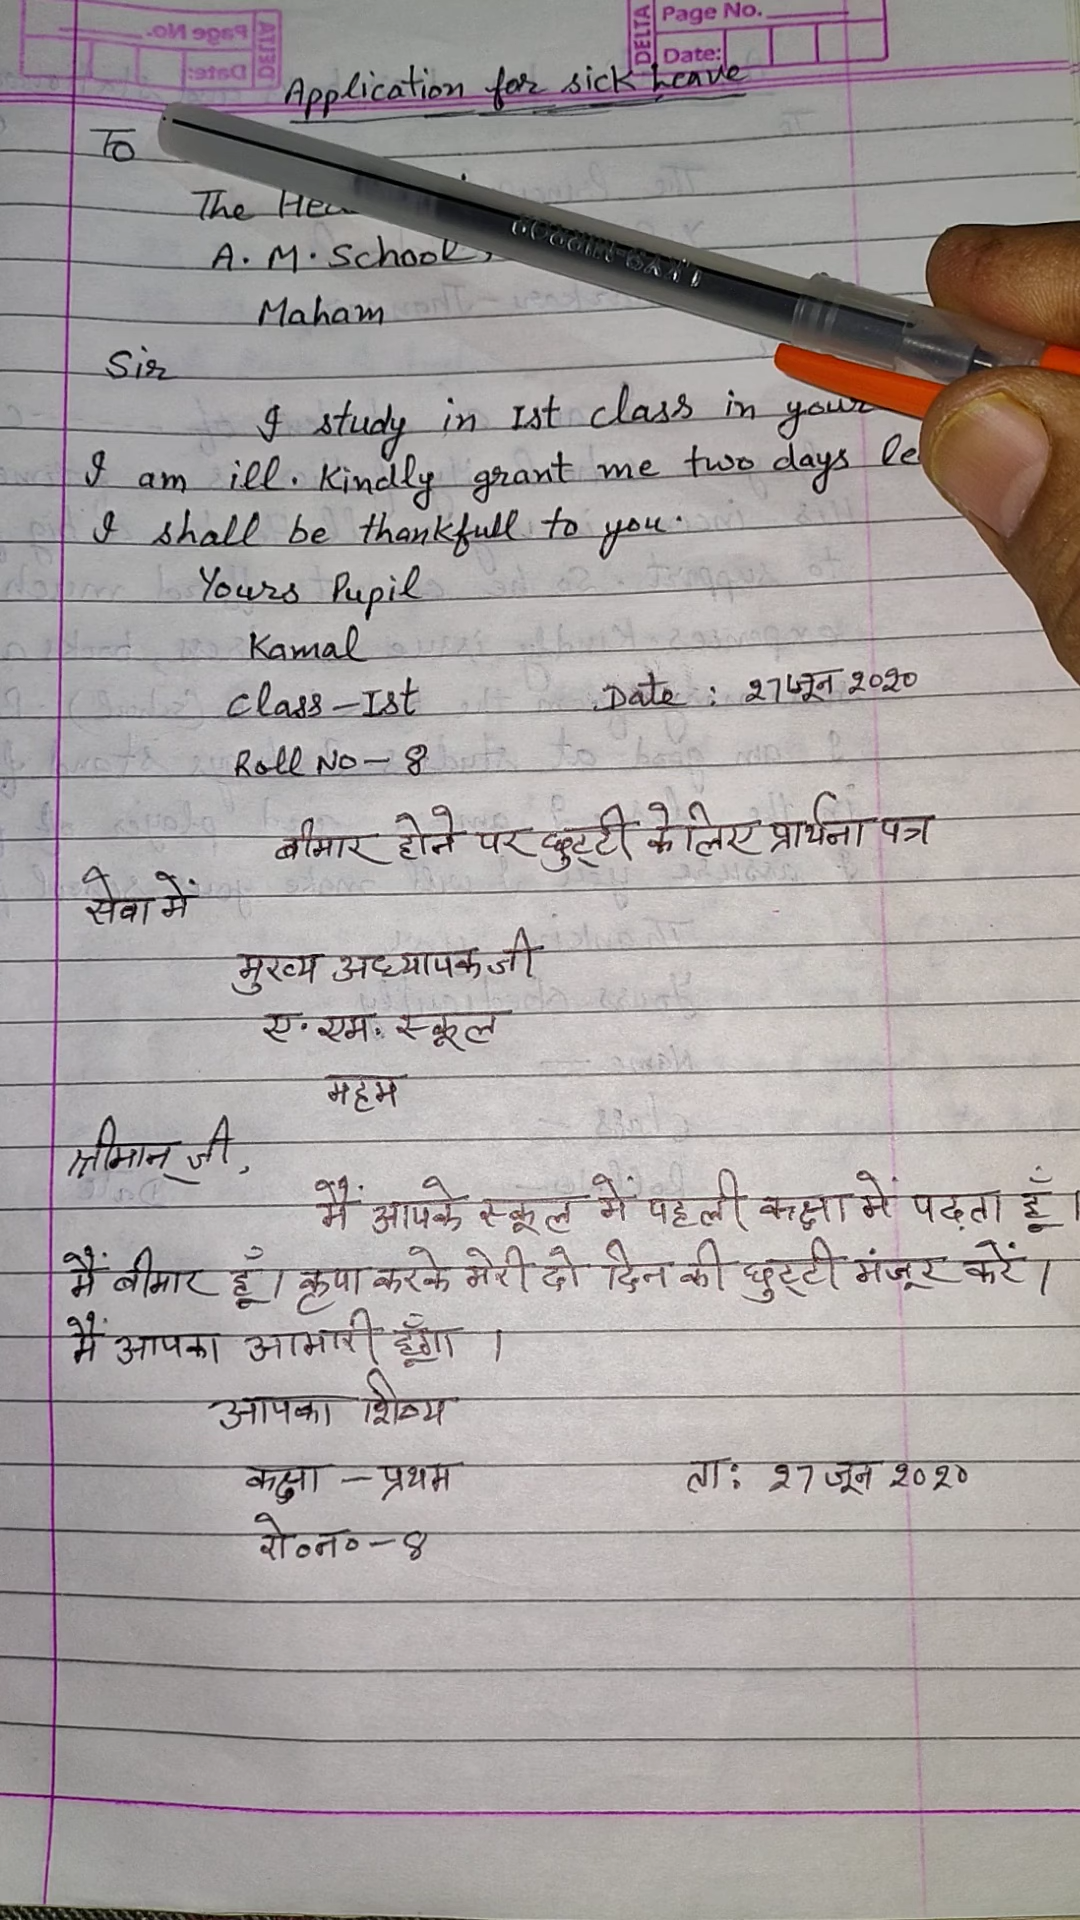 DELTA Page No.
Date:
Application for sick Leave
To
The
A. M. School,
Maham
Sir
I study in Ist class in your
I am ill. Kindly grant me two days
I shall be thankfull to you.
Yours Pupil
Kamal
Class - Ist Date : 27 जून 2020
Roll No - 8
बीमार होने पर छुट्टी के लिए प्रार्थना पत्र
सेवा में
मुख्य अध्यापक जी
ए. एम. स्कूल
महम
श्रीमान् जी,
मैं आपके स्कूल में पहली कक्षा में पढ़ता हूँ।
मैं बीमार हूँ। कृपा करके मेरी दो दिन की छुट्टी मंजूर करें।
मैं आपका आभारी हूँगा ।
आपका शिष्य
कक्षा - प्रथम ता: 27 जून 2020
रो०न० - 8